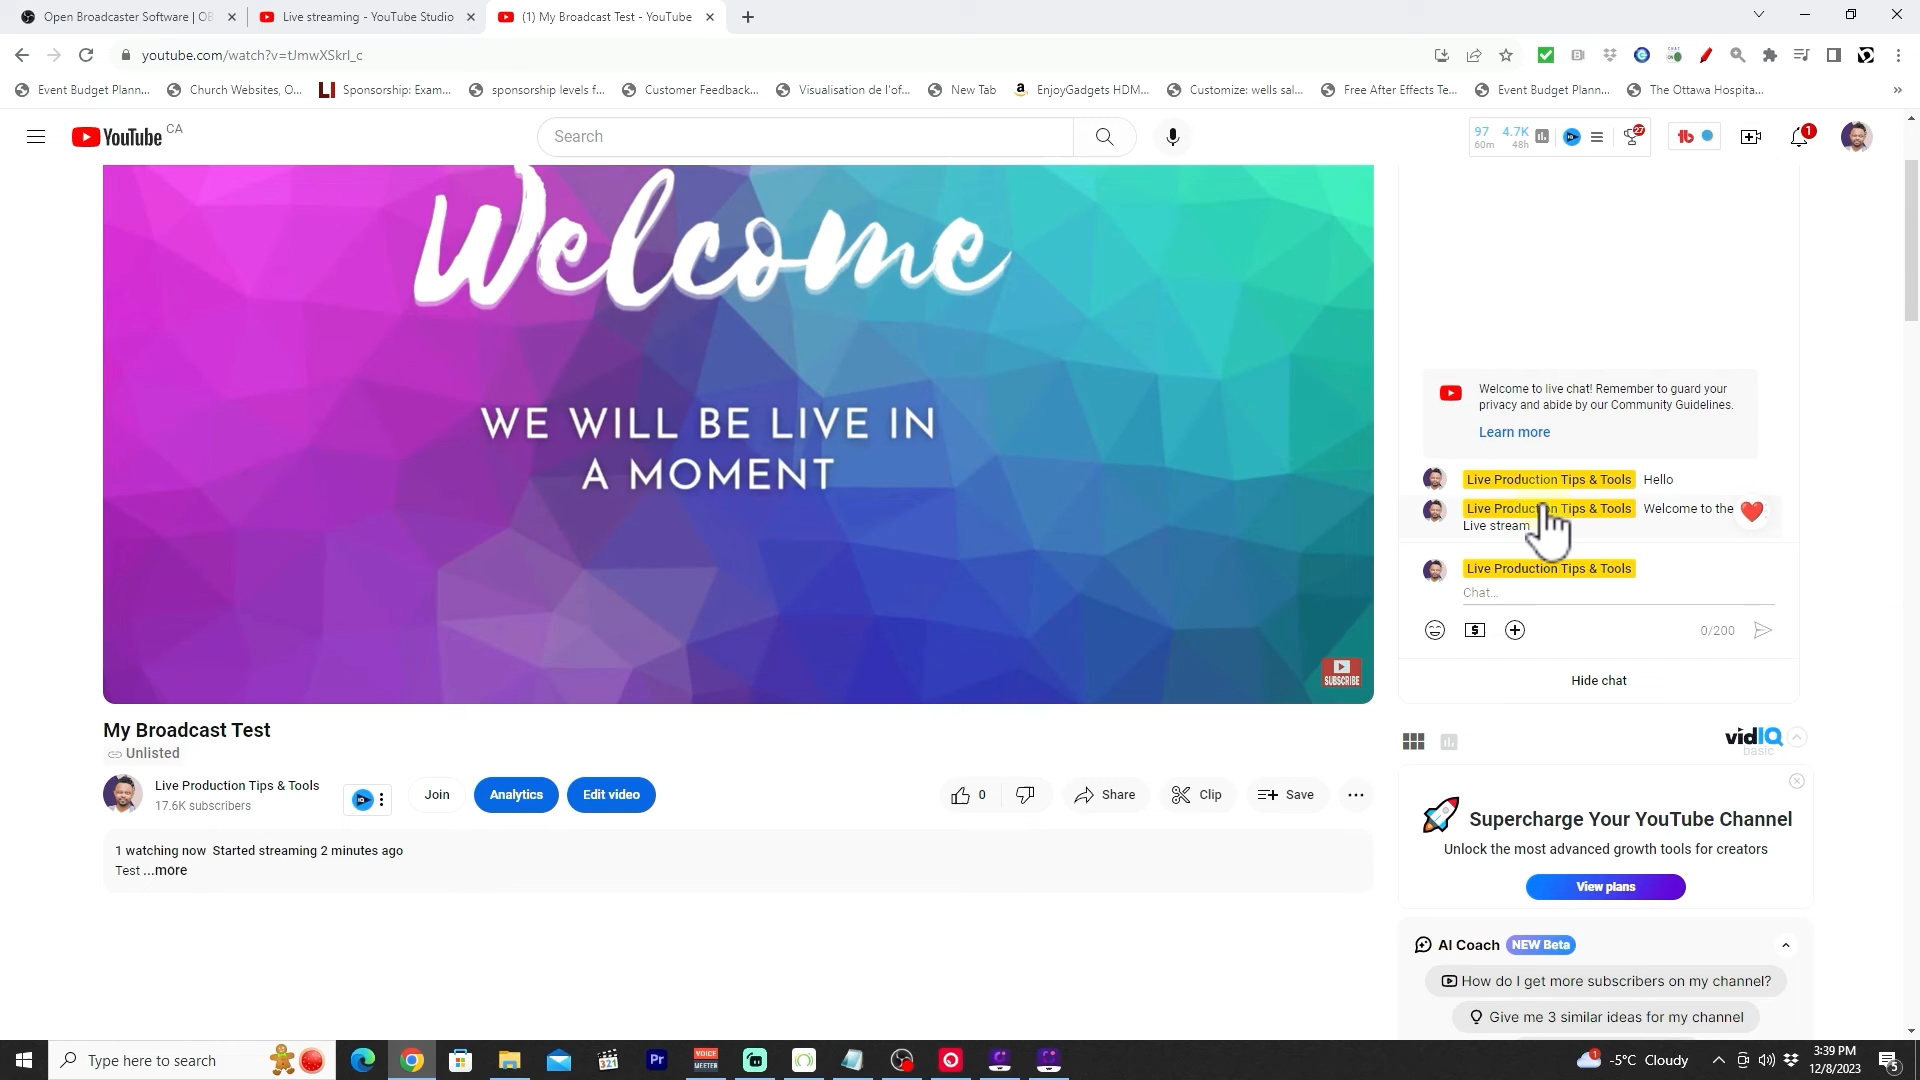 Open Broadcaster Software | OB
Live streaming - YouTube Studio
(1) My Broadcast Test - YouTube
youtube.com/watch?v=tJmwXSkrl_c
Event Budget Plann...
Church Websites, O...
Sponsorship: Exam...
sponsorship levels f...
Customer Feedback...
Visualisation de l'of...
New Tab
EnjoyGadgets HDM...
Customize: wells sal...
Free After Effects Te...
Event Budget Plann...
The Ottawa Hospita...
YouTube CA
Search
97 60m
4.7K 48h
27
1
Welcome
WE WILL BE LIVE IN
A MOMENT
SUBSCRIBE
Welcome to live chat! Remember to guard your
privacy and abide by our Community Guidelines.
Learn more
Live Production Tips & Tools Hello
Live Production Tips & Tools Welcome to the
Live stream
Live Production Tips & Tools
Chat...
0/200
Hide chat
My Broadcast Test
Unlisted
Live Production Tips & Tools
17.6K subscribers
Join
Analytics
Edit video
0
Share
Clip
Save
1 watching now Started streaming 2 minutes ago
Test ...more
vidIQ
basic
Supercharge Your YouTube Channel
Unlock the most advanced growth tools for creators
View plans
AI Coach NEW Beta
How do I get more subscribers on my channel?
Give me 3 similar ideas for my channel
Type here to search
321
Pr
VOICE
MEETER
1
-5°C Cloudy
3:39 PM
12/8/2023
5